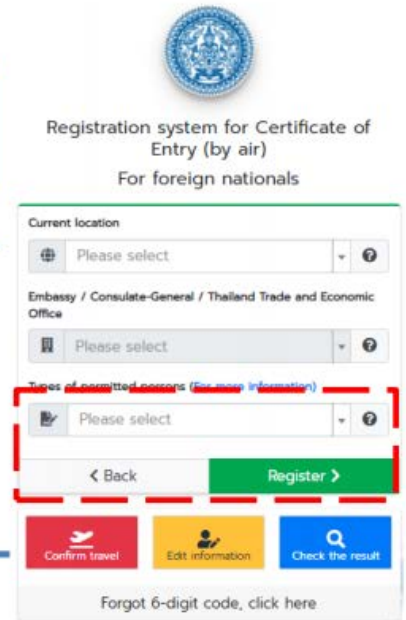 Registration system for Certificate of
Entry (by air)
For foreign nationals
Current location
Please select
Embassy / Consulate-General / Thailand Trade and Economic
Office
Please select
Types of permitted persons (For more information)
Please select
< Back
Register >
Confirm travel
Edit information
Check the result
Forgot 6-digit code, click here